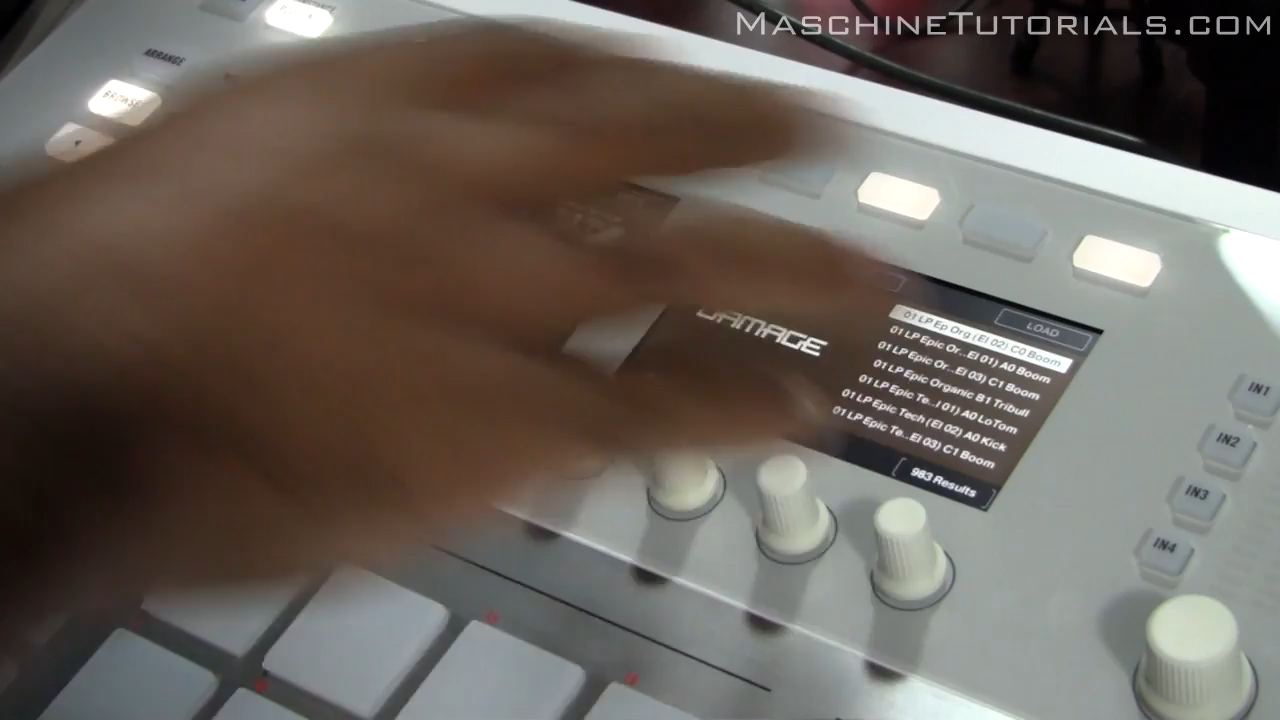 MASCHINETUTORIALS.COM
ARRANGE
BROWSE
DAMAGE
LOAD
01 LP Ep Org (El 02) C0 Boom
01 LP Epic Or...El 01) A0 Boom
01 LP Epic Or...El 03) C1 Boom
01 LP Epic Organic B1 Tribull
01 LP Epic Te...l 01) A0 LoTom
01 LP Epic Tech (El 02) A0 Kick
01 LP Epic Te...El 03) C1 Boom
983 Results
IN1
IN2
IN3
IN4